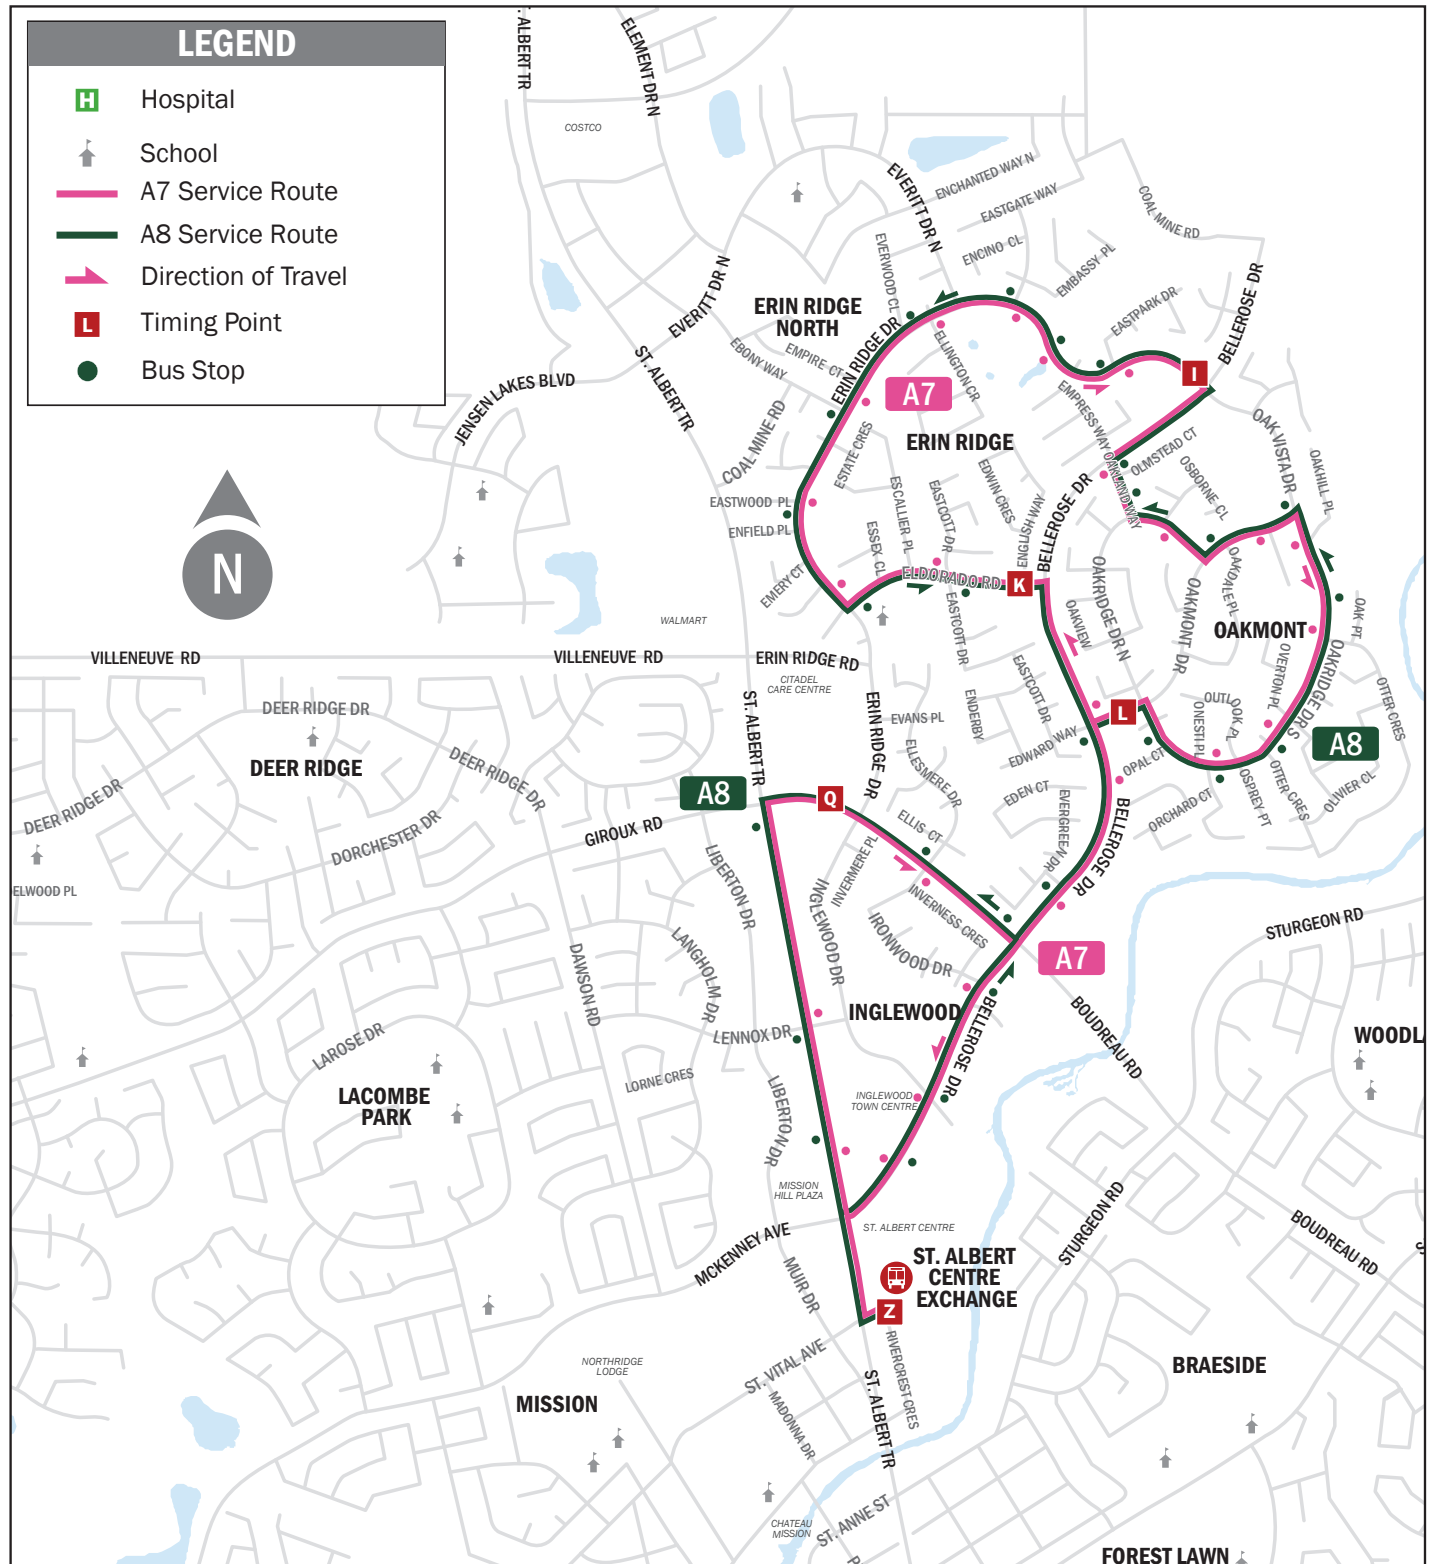 LEGEND
H Hospital
School
A7 Service Route
A8 Service Route
Direction of Travel
L Timing Point
Bus Stop
N
. ALBERT TR
ELEMENT DR N
COSTCO
EVERITT DR N
ENCHANTED WAY N
EASTGATE WAY
ENCINO CL
COAL MINE RD
EVERWOOD CL
EMBASSY PL
EASTPARK DR
BELLEROSE DR
EVERITT DR N
ERIN RIDGE
NORTH
ERIN RIDGE DR
EBONY WAY
EMPIRE CT
ELLINGTON CR
ST. ALBERT TR
JENSEN LAKES BLVD
A7
I
EMPRESS WAY
ERIN RIDGE
COAL MINE RD
ESTATE CRES
OAK VISTA DR
OLMSTEAD CT
OSBORNE CL
OAKHILL PL
OAKLAND WAY
EDWIN CRES
ESCALLIER PL
EASTCOTT DR
ENGLISH WAY
BELLEROSE DR
EASTWOOD PL
ENFIELD PL
ESSEX CL
EMERY CT
ELDORADO RD
K
OAKRIDGE DR N
OAKMONT DR
OAKDALE PL
OAKVIEW
OAK PT
OAKMONT
EASTCOTT DR
EASTCOTT DR
ENDERBY
WALMART
VILLENEUVE RD
VILLENEUVE RD
ERIN RIDGE RD
CITADEL
CARE CENTRE
ST. ALBERT TR
ERIN RIDGE DR
EVANS PL
ELLESMERE DR
EDWARD WAY
L
OVERTON PL
OAKRIDGE DR S
OTTER CRES
OUTLOOK PL
ONESTI PL
A8
OPAL CT
EDEN CT
EVERGREEN DR
ORCHARD CT
OSPREY PT
OTTER CRES
OLIVIER CL
DEER RIDGE DR
DEER RIDGE
DEER RIDGE DR
DEER RIDGE DR
DORCHESTER DR
ELWOOD PL
GIROUX RD
A8
Q
ELLIS CT
INVERMERE PL
INVERNESS CRES
BELLEROSE DR
LIBERTON DR
INGLEWOOD DR
IRONWOOD DR
STURGEON RD
A7
LANGHOLM DR
DAWSON RD
INGLEWOOD
BELLEROSE DR
BOUDREAU RD
LENNOX DR
LAROSE DR
LORNE CRES
WOODL
LACOMBE
PARK
LIBERTON DR
INGLEWOOD
TOWN CENTRE
MISSION
HILL PLAZA
ST. ALBERT CENTRE
STURGEON RD
BOUDREAU RD
MCKENNEY AVE
MUIR DR
ST. ALBERT
CENTRE
EXCHANGE
Z
RIVERCREST CRES
NORTHRIDGE
LODGE
ST. VITAL AVE
MADONNA DR
ST. ALBERT TR
MISSION
BRAESIDE
CHATEAU
MISSION
ST. ANNE ST
FOREST LAWN